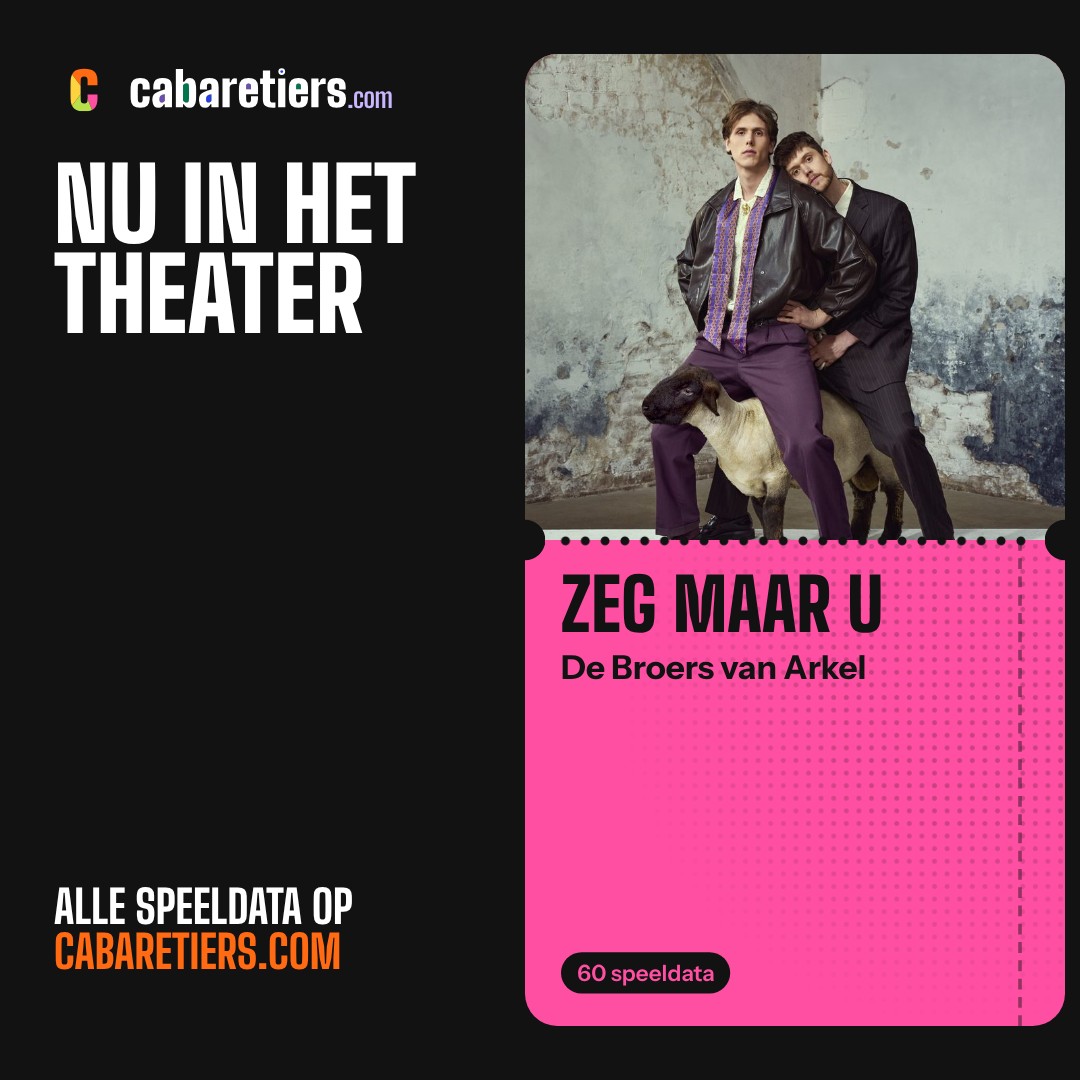 cabaretiers.com
NU IN HET
THEATER
ZEG MAAR U
De Broers van Arkel
60 speeldata
ALLE SPEELDATA OP
CABARETIERS.COM